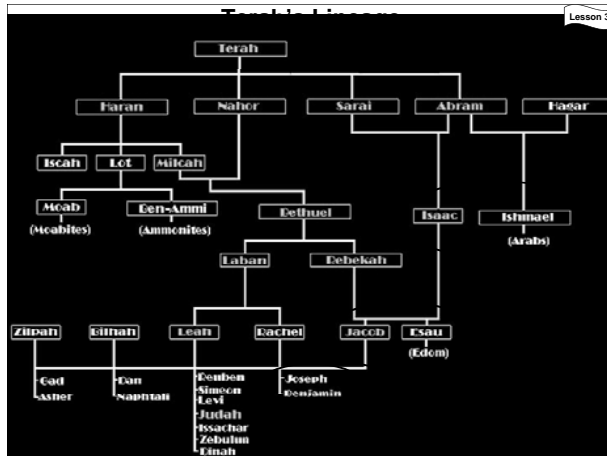 Terah's Lineage
Lesson 3
Terah
Haran Nahor Sarai Abram Hagar
Iscah Lot Milcah
Moab Ben-Ammi Bethuel Isaac Ishmael
(Moabites) (Ammonites) (Arabs)
Laban Rebekah
Zilpah Bilhah Leah Rachel Jacob Esau
(Edom)
Gad Dan Reuben Joseph
Asher Naphtali Simeon Benjamin
Levi
Judah
Issachar
Zebulun
Dinah